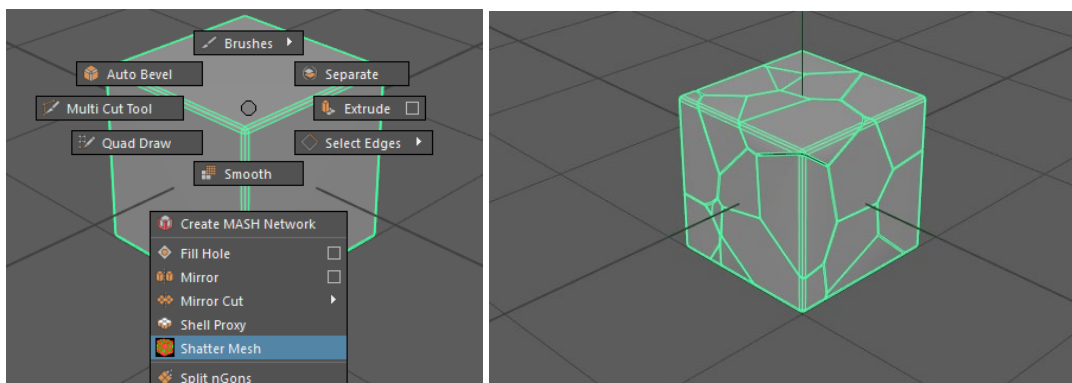 Brushes
Auto Bevel
Separate
Multi Cut Tool
Extrude
Quad Draw
Select Edges
Smooth
Create MASH Network
Fill Hole
Mirror
Mirror Cut
Shell Proxy
Shatter Mesh
Split nGons